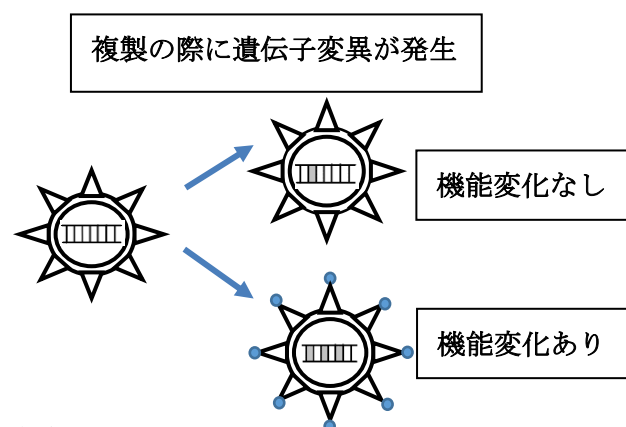 複製の際に遺伝子変異が発生
機能変化なし
機能変化あり